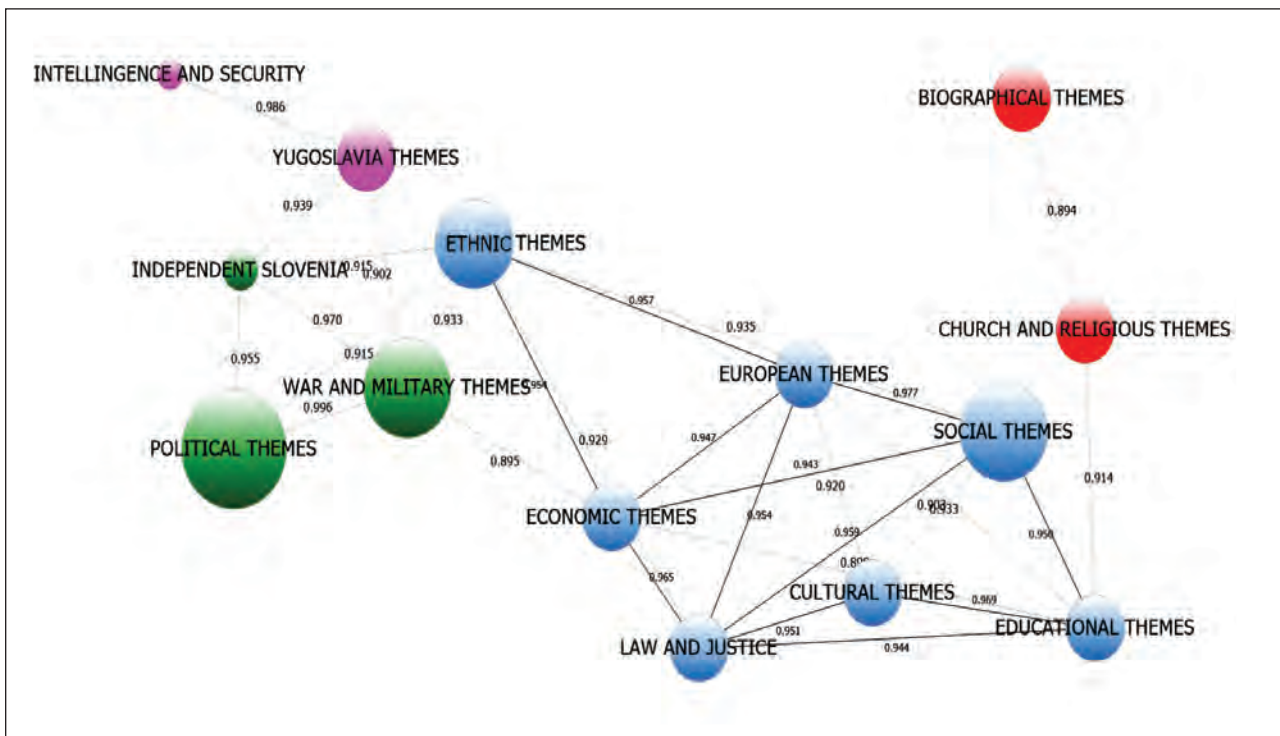 INTELLINGENCE AND SECURITY
BIOGRAPHICAL THEMES
0.986
YUGOSLAVIA THEMES
0.939
0.894
ETHNIC THEMES
INDEPENDENT SLOVENIA
0.915
0.902
0.957
0.970
0.933
0.935
CHURCH AND RELIGIOUS THEMES
0.955
0.915
EUROPEAN THEMES
WAR AND MILITARY THEMES
0.954
0.977
0.996
SOCIAL THEMES
POLITICAL THEMES
0.929
0.947
0.895
0.943
0.920
0.914
ECONOMIC THEMES
0.903
0.933
0.954
0.959
0.950
0.965
CULTURAL THEMES
0.969
0.951
EDUCATIONAL THEMES
LAW AND JUSTICE
0.944